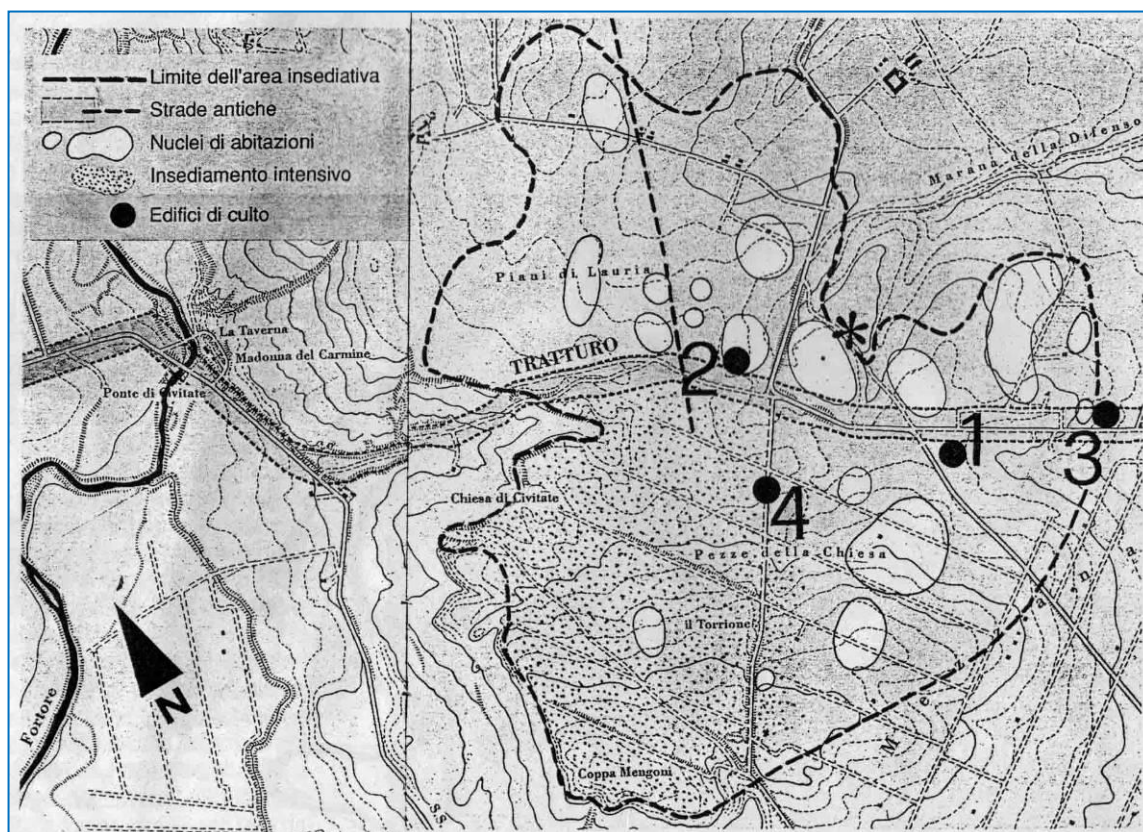 Limite dell'area insediativa
Strade antiche
Nuclei di abitazioni
Insediamento intensivo
Edifici di culto
Marana della Difensola
Piani di Lauria
La Taverna
Madonna del Carmine
TRATTURO
Ponte di Civitate
2
*
1
3
Chiesa di Civitate
4
Pezze della Chiesa
il Torrione
Mezzana
N
Fortore
Coppa Mengoni
S.S.